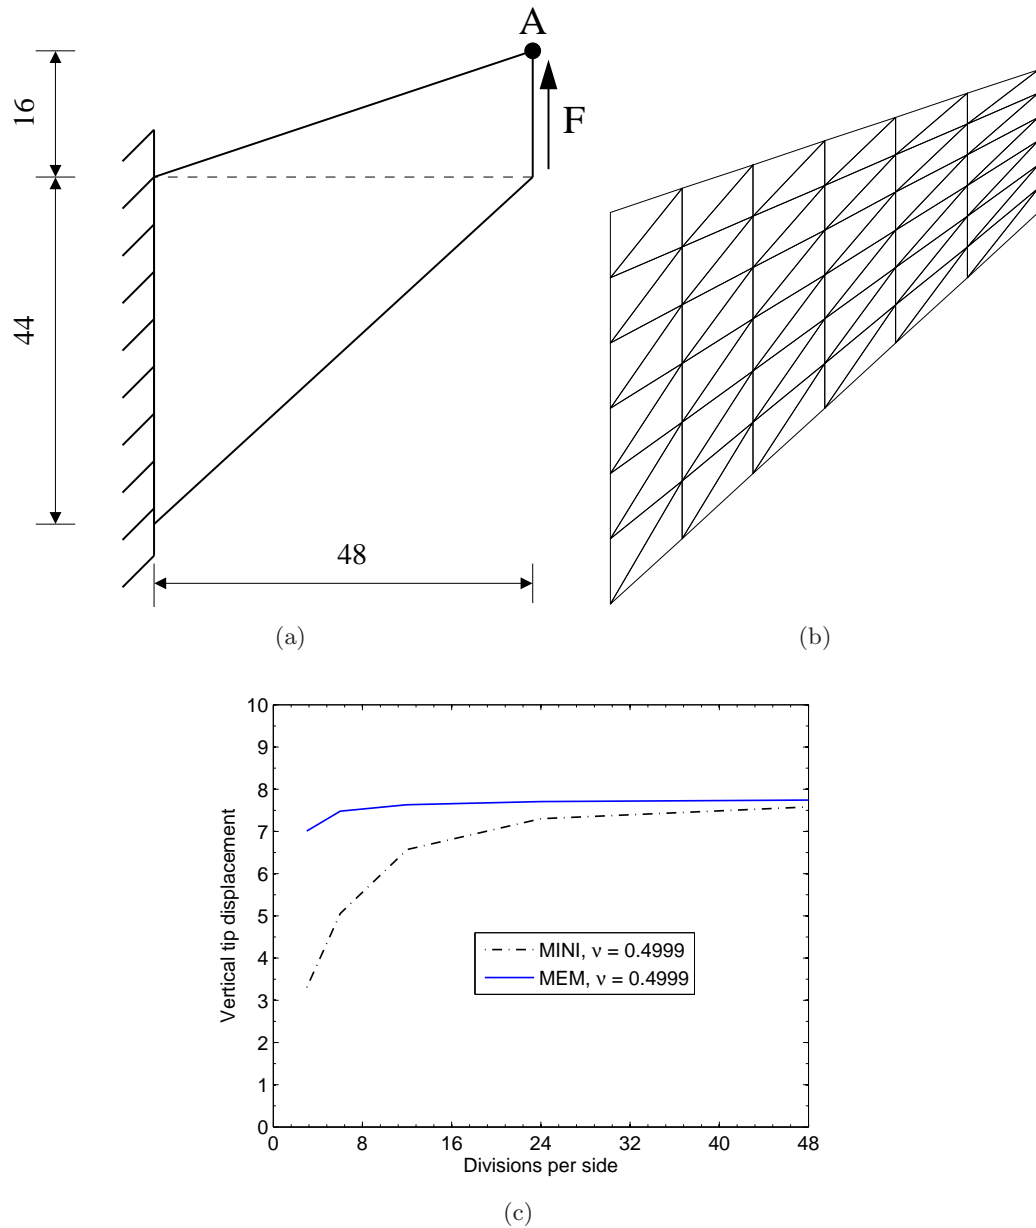 A
16
F
44
48
(a)
(b)
10
9
8
7
6
5
4
3
2
1
0
Vertical tip displacement
MINI, ν = 0.4999
MEM, ν = 0.4999
0 8 16 24 32 40 48
Divisions per side
(c)